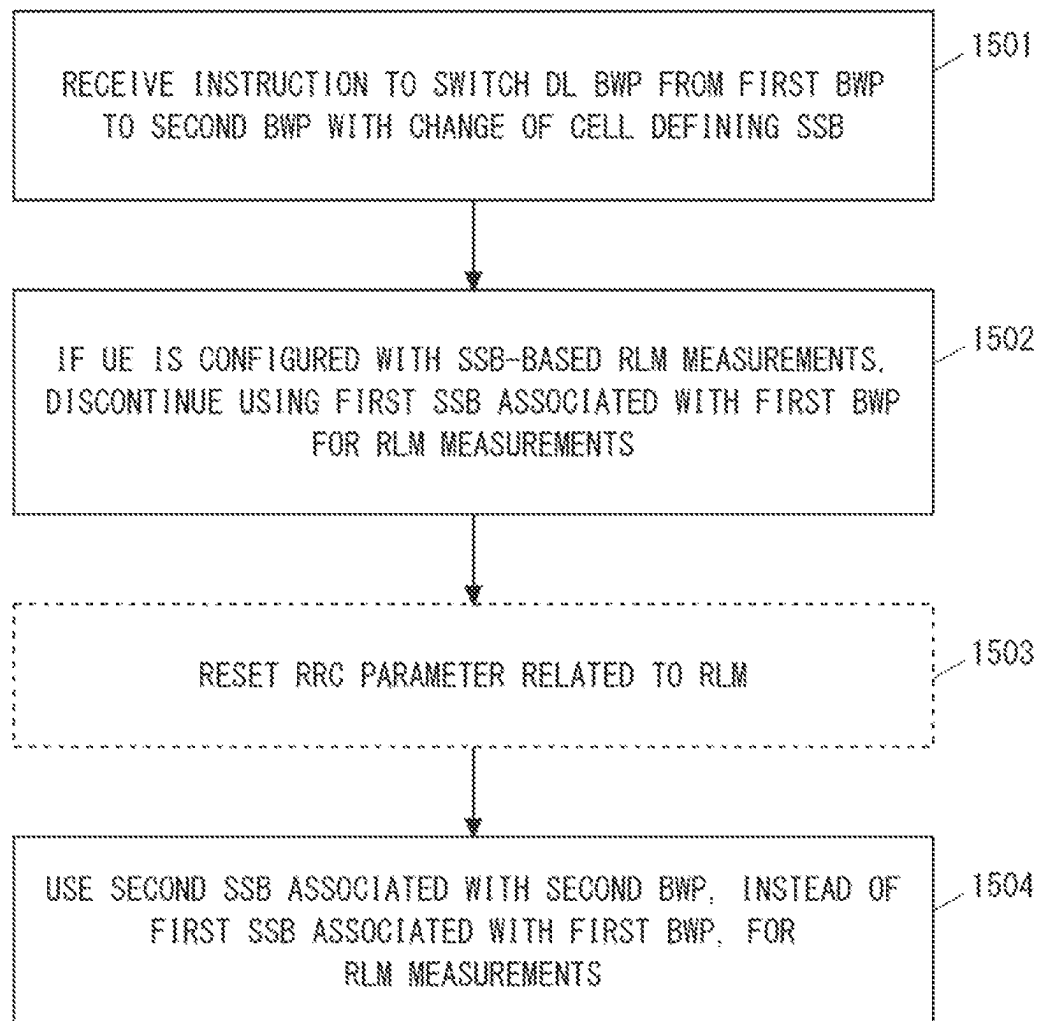 1501
RECEIVE INSTRUCTION TO SWITCH DL BWP FROM FIRST BWP
TO SECOND BWP WITH CHANGE OF CELL DEFINING SSB
1502
IF UE IS CONFIGURED WITH SSB-BASED RLM MEASUREMENTS,
DISCONTINUE USING FIRST SSB ASSOCIATED WITH FIRST BWP
FOR RLM MEASUREMENTS
1503
RESET RRC PARAMETER RELATED TO RLM
1504
USE SECOND SSB ASSOCIATED WITH SECOND BWP, INSTEAD OF
FIRST SSB ASSOCIATED WITH FIRST BWP, FOR
RLM MEASUREMENTS